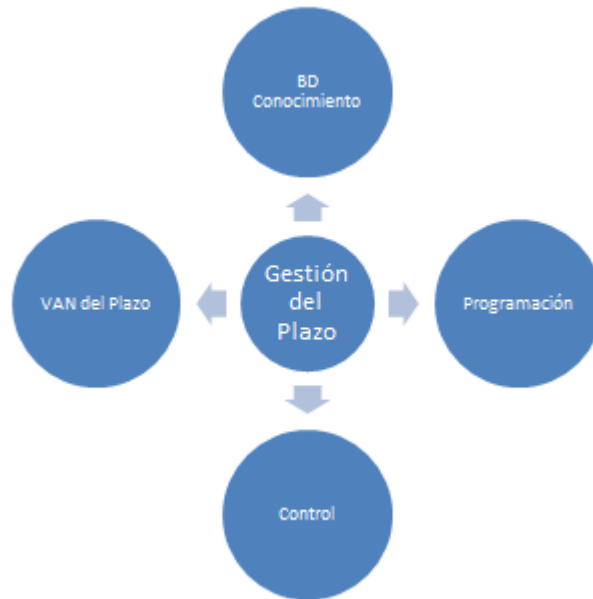 BD
Conocimiento
VAN del Plazo
Gestión
del
Plazo
Programación
Control